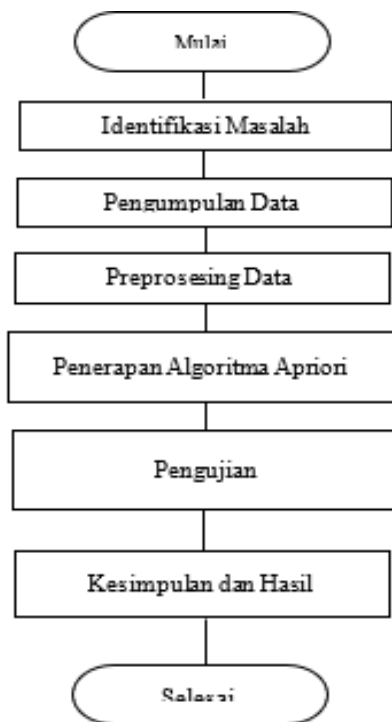 Mulai
Identifikasi Masalah
Pengumpulan Data
Preprosesing Data
Penerapan Algoritma Apriori
Pengujian
Kesimpulan dan Hasil
Selesai